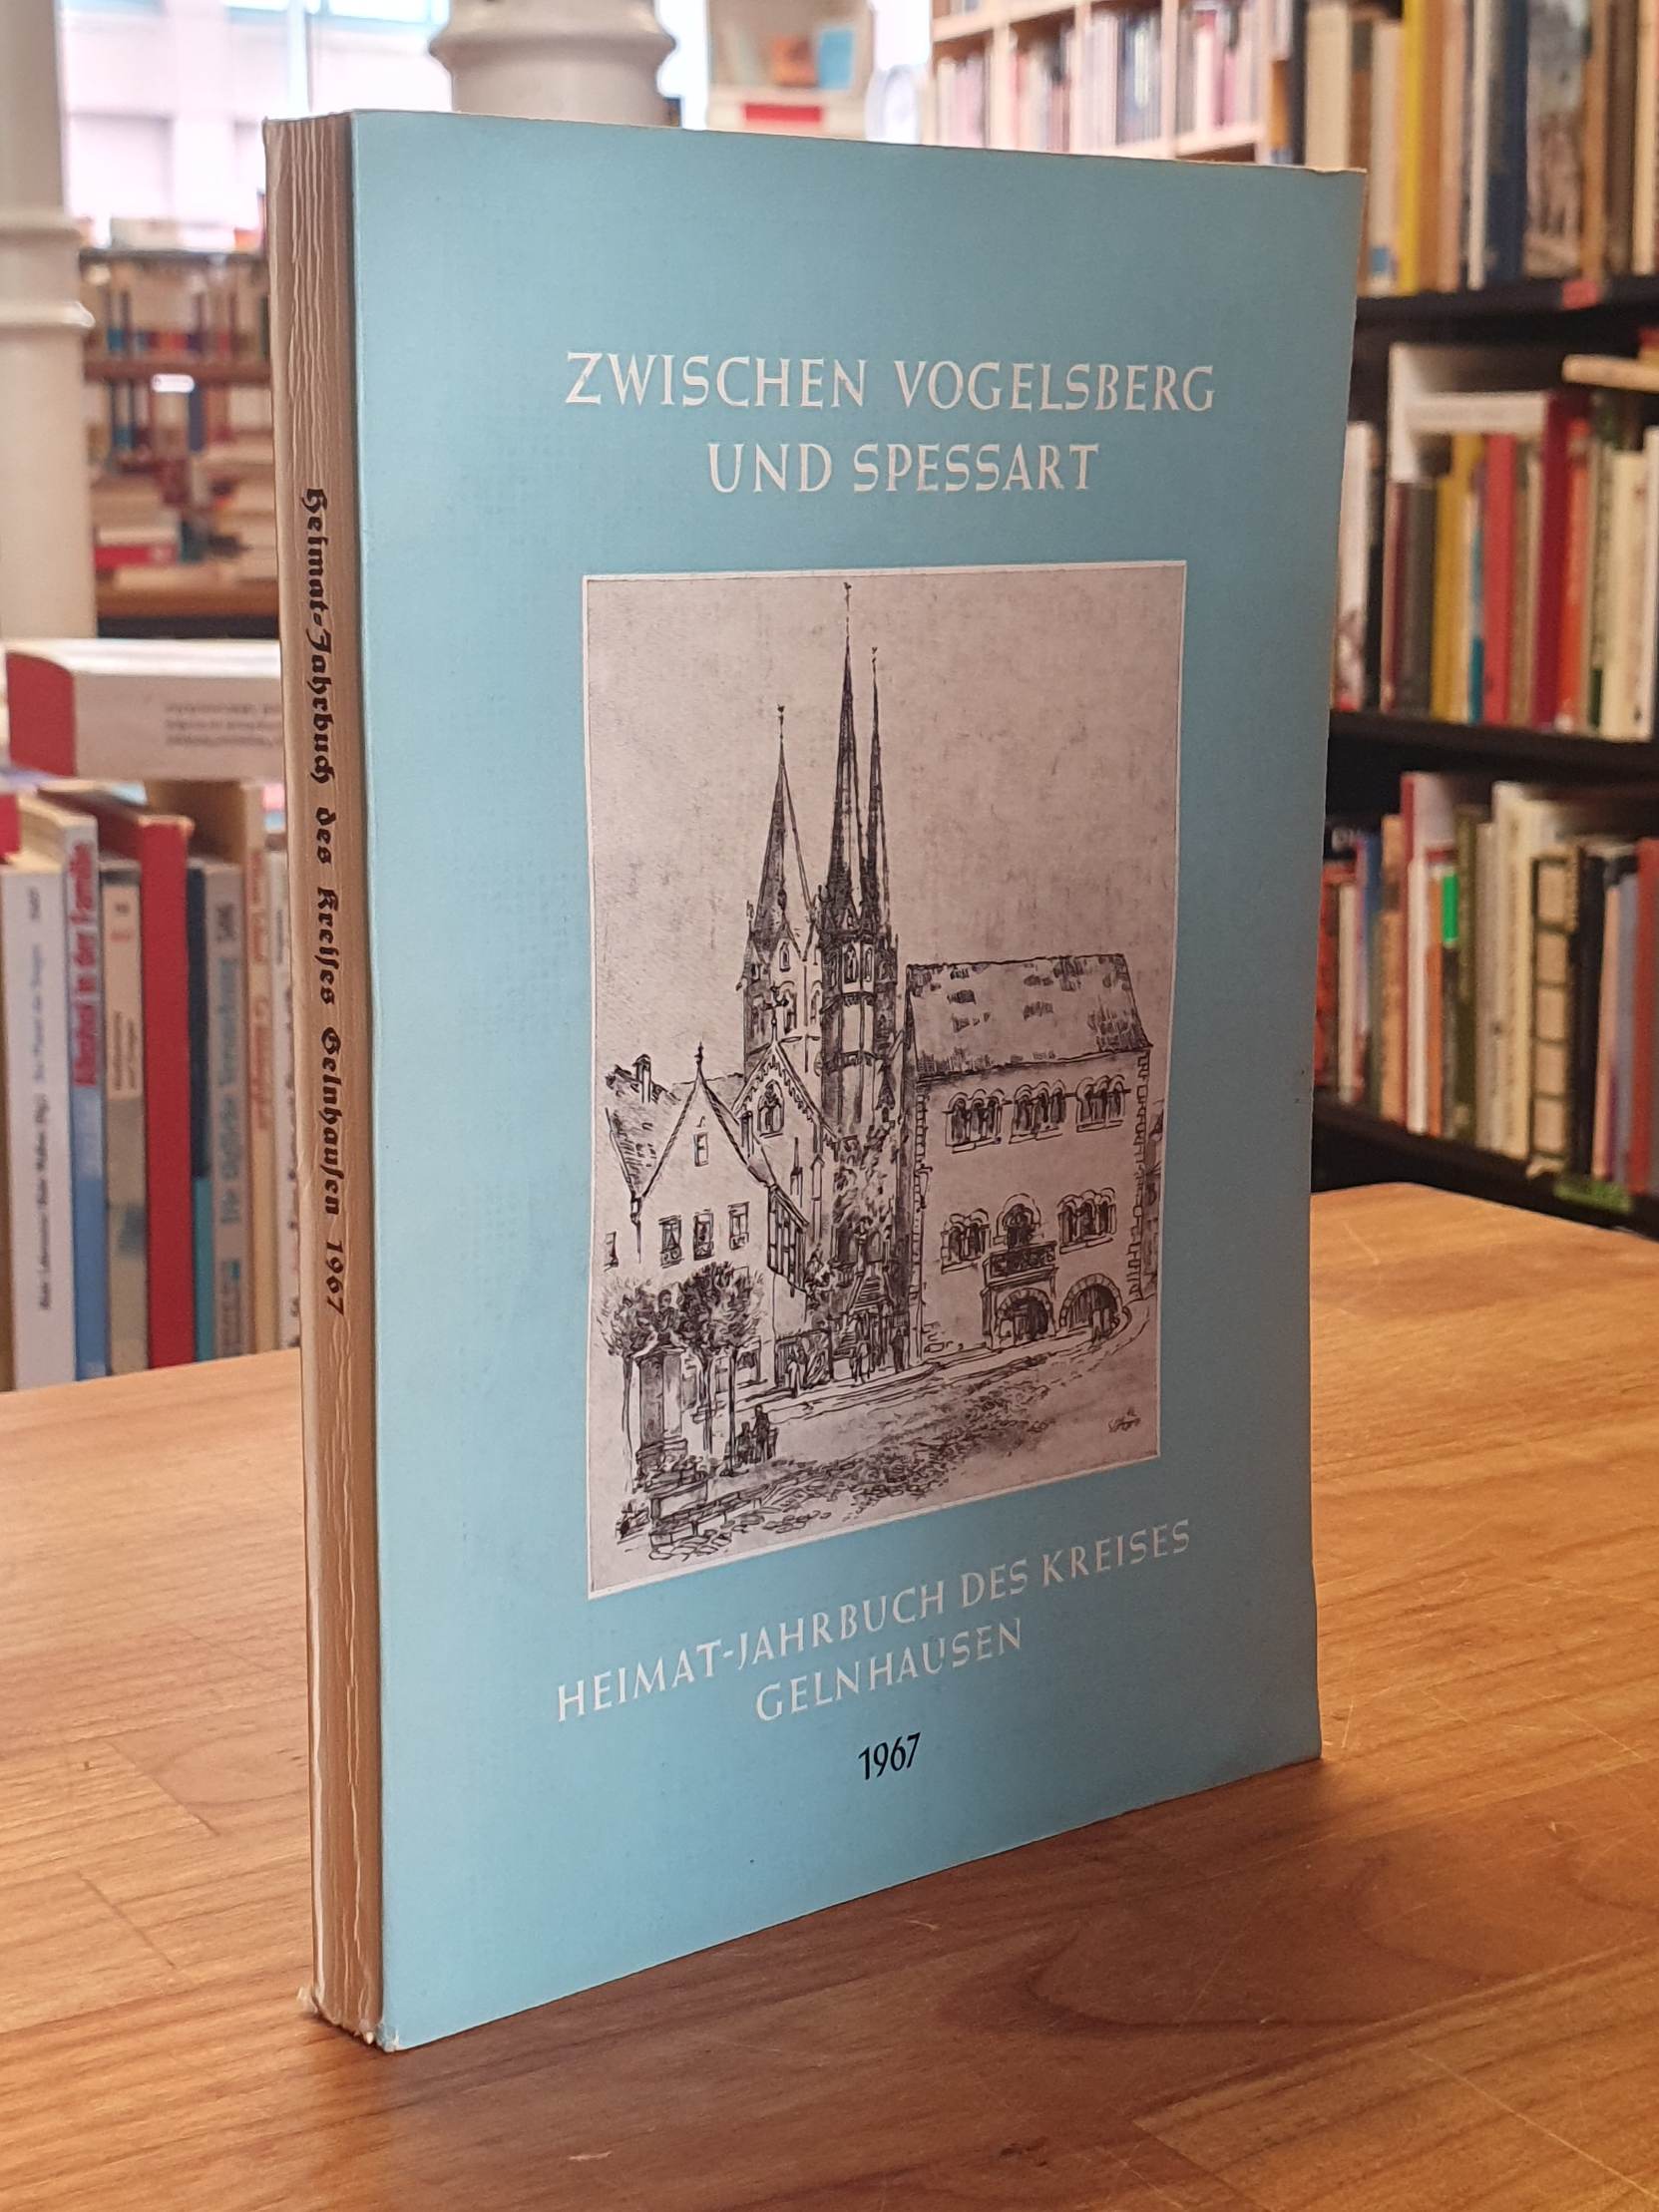 ZWISCHEN VOGELSBERG
UND SPESSART
HEIMAT-JAHRBUCH DES KREISES
GELNHAUSEN
1967
Heimat-Jahrbuch des Kreises Gelnhausen 1967